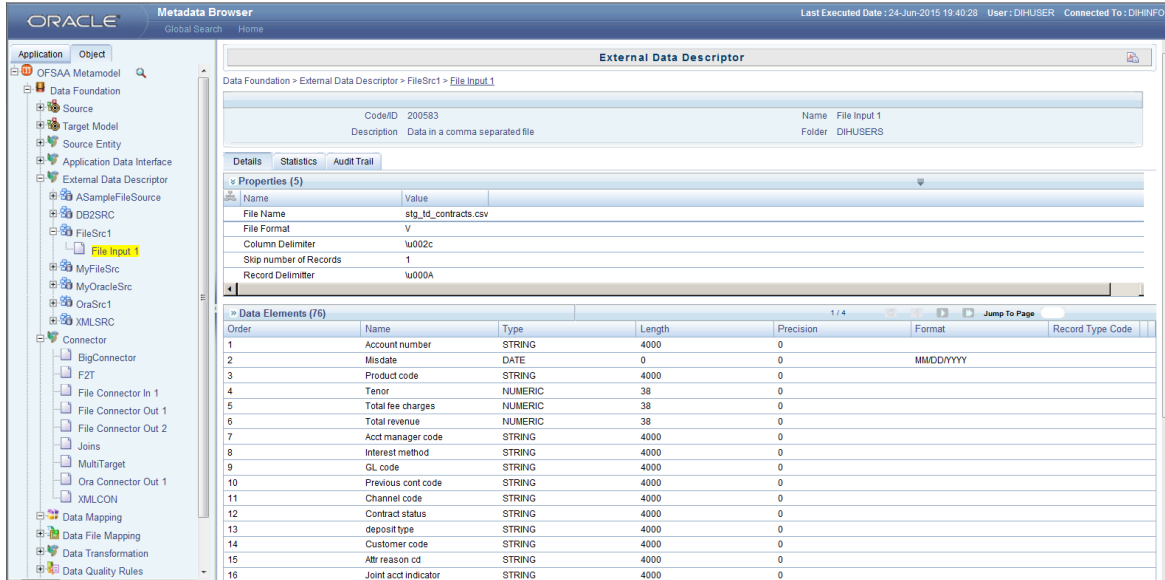 ORACLE
Metadata Browser
Last Executed Date : 24-Jun-2015 19:40:28 User : DIHUSER Connected To : DIHINFO
Global Search Home
Application Object
OFSAA Metamodel
Data Foundation
Source
Target Model
Source Entity
Application Data Interface
External Data Descriptor
ASampleFileSource
DB2SRC
FileSrc1
File Input 1
MyFileSrc
MyOracleSrc
OraSrc1
XMLSRC
Connector
BigConnector
F2T
File Connector In 1
File Connector Out 1
File Connector Out 2
Joins
MultiTarget
Ora Connector Out 1
XMLCON
Data Mapping
Data File Mapping
Data Transformation
Data Quality Rules
External Data Descriptor
Data Foundation > External Data Descriptor > FileSrc1 > File Input 1
Code/ID 200583 Name File Input 1
Description Data in a comma separated file Folder DIHUSERS
Details Statistics Audit Trail
Properties (5)
Name Value
File Name stg_td_contracts.csv
File Format V
Column Delimiter \u002c
Skip number of Records 1
Record Delimitter \u000A
Data Elements (76) 1 / 4 Jump To Page
Order Name Type Length Precision Format Record Type Code
1 Account number STRING 4000 0
2 Misdate DATE 0 0 MM/DD/YYYY
3 Product code STRING 4000 0
4 Tenor NUMERIC 38 0
5 Total fee charges NUMERIC 38 0
6 Total revenue NUMERIC 38 0
7 Acct manager code STRING 4000 0
8 Interest method STRING 4000 0
9 GL code STRING 4000 0
10 Previous cont code STRING 4000 0
11 Channel code STRING 4000 0
12 Contract status STRING 4000 0
13 deposit type STRING 4000 0
14 Customer code STRING 4000 0
15 Attr reason cd STRING 4000 0
16 Joint acct indicator STRING 4000 0